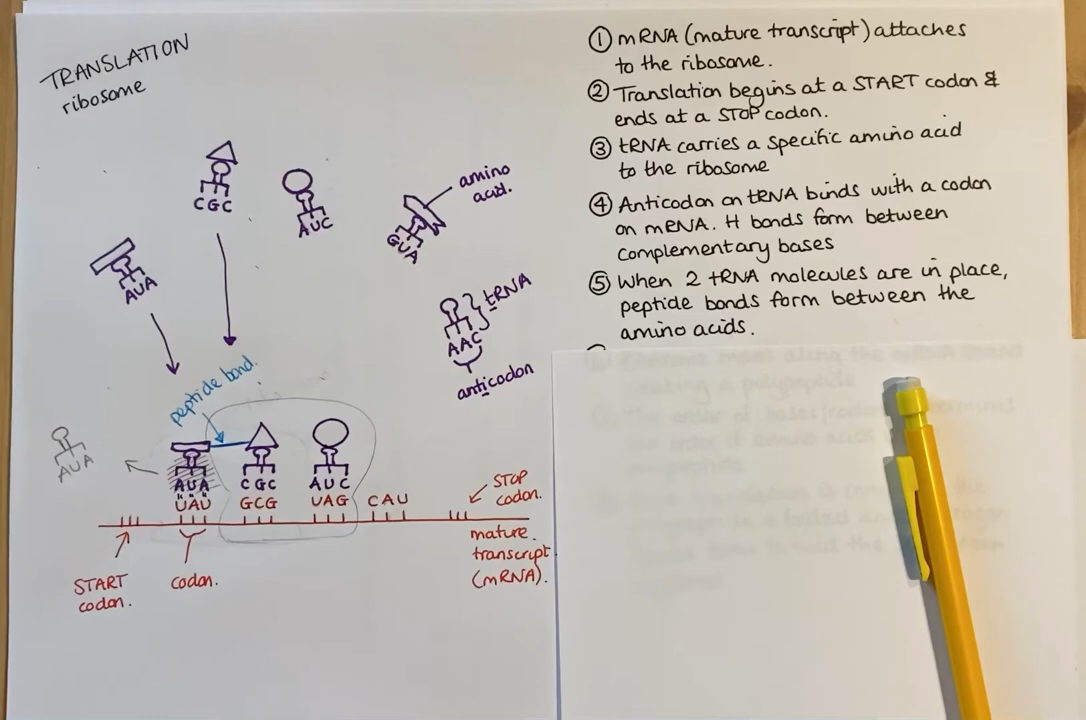 TRANSLATION
ribosome
CGC
AUC
amino
acid.
GUA
AUA
tRNA
AAC
anticodon
peptide bond.
AUA
AUA
CGC
AUC
UAU
GCG
UAG
CAU
STOP
codon.
START
codon.
codon.
mature
transcript
(mRNA).
① mRNA (mature transcript) attaches
to the ribosome.
② Translation begins at a START codon &
ends at a STOP codon.
③ tRNA carries a specific amino acid
to the ribosome
④ Anticodon on tRNA binds with a codon
on mRNA. H bonds form between
complementary bases
⑤ When 2 tRNA molecules are in place,
peptide bonds form between the
amino acids.